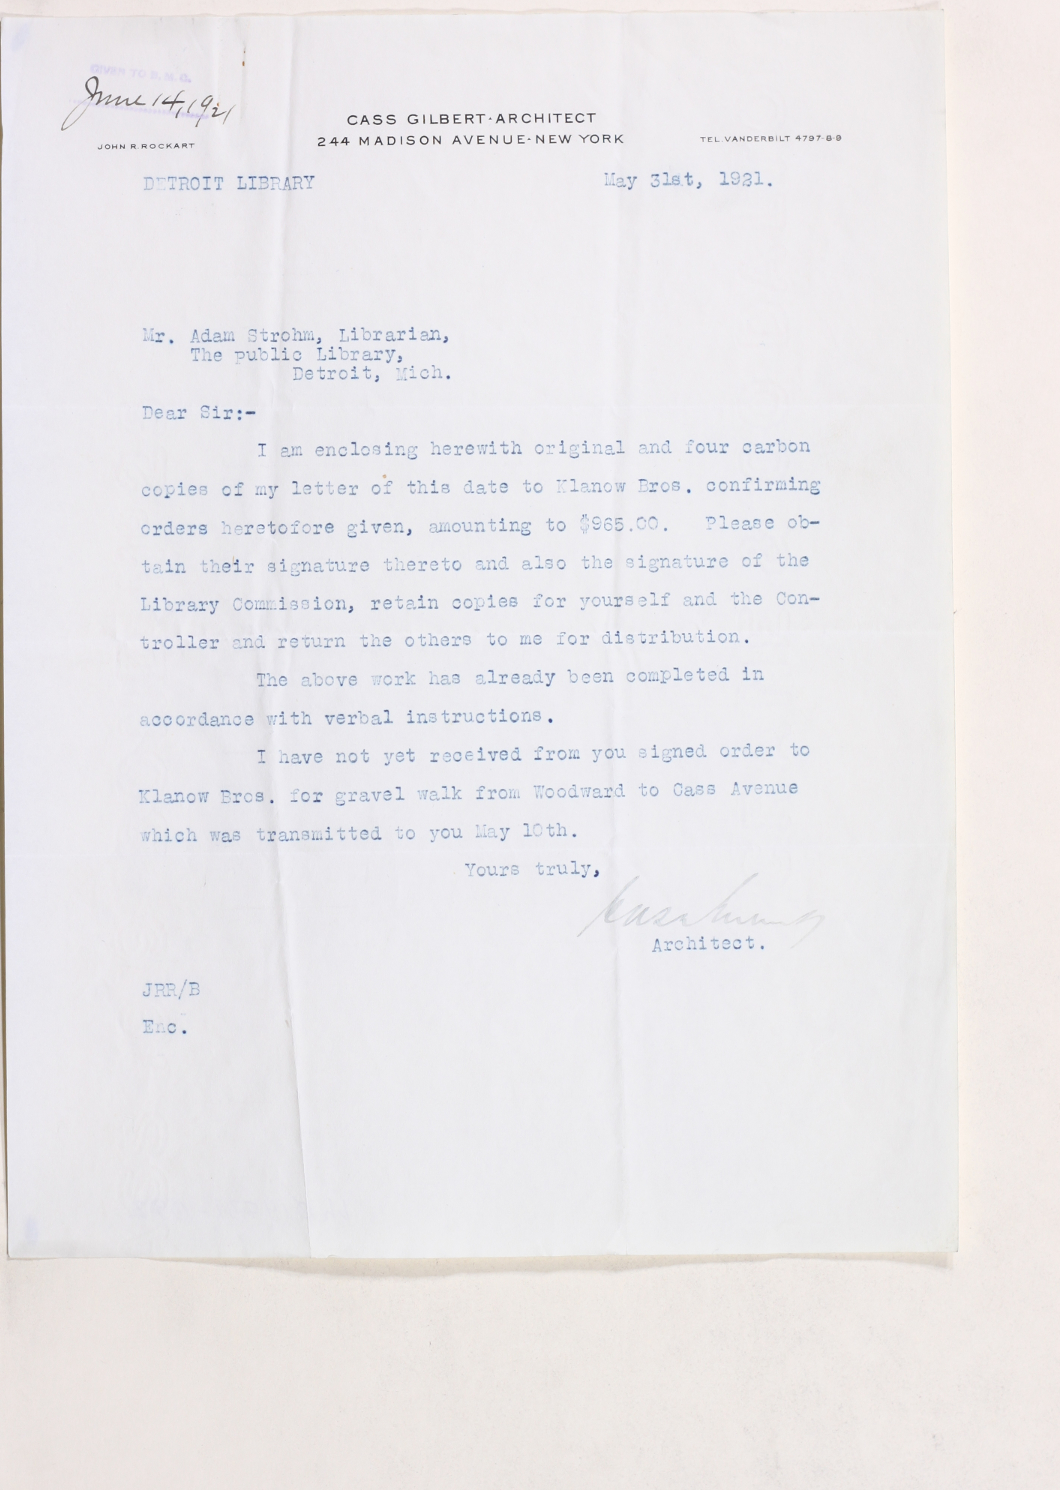 GIVEN TO
June 14, 1921
CASS GILBERT·ARCHITECT
244 MADISON AVENUE-NEW YORK
JOHN R. ROCKART
TEL. VANDERBILT 4797-8-9
DETROIT LIBRARY
May 31st, 1921.
Mr. Adam Strohm, Librarian,
The public Library,
Detroit, Mich.
Dear Sir:-
I am enclosing herewith original and four carbon
copies of my letter of this date to Klanow Bros. confirming
orders heretofore given, amounting to $965.00. Please ob-
tain their signature thereto and also the signature of the
Library Commission, retain copies for yourself and the Con-
troller and return the others to me for distribution.
The above work has already been completed in
accordance with verbal instructions.
I have not yet received from you signed order to
Klanow Bros. for gravel walk from Woodward to Cass Avenue
which was transmitted to you May 10th.
Yours truly,
Architect.
JRR/B
Enc.